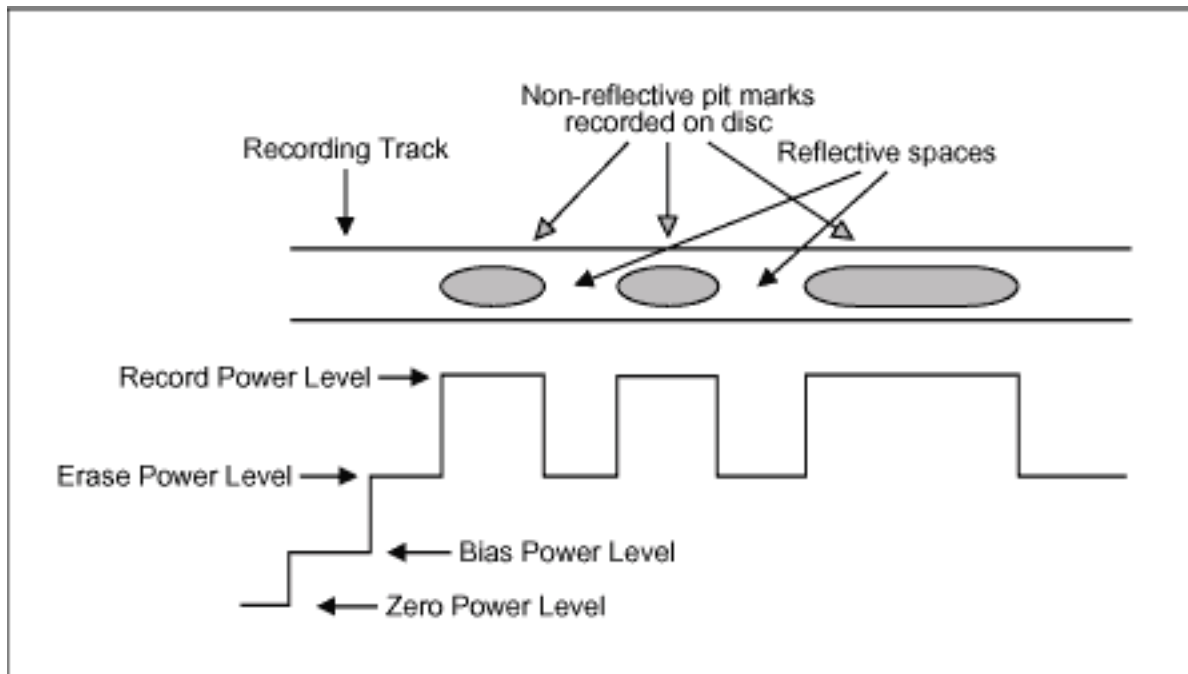 Non-reflective pit marks
recorded on disc
Recording Track
Reflective spaces
Record Power Level
Erase Power Level
Bias Power Level
Zero Power Level